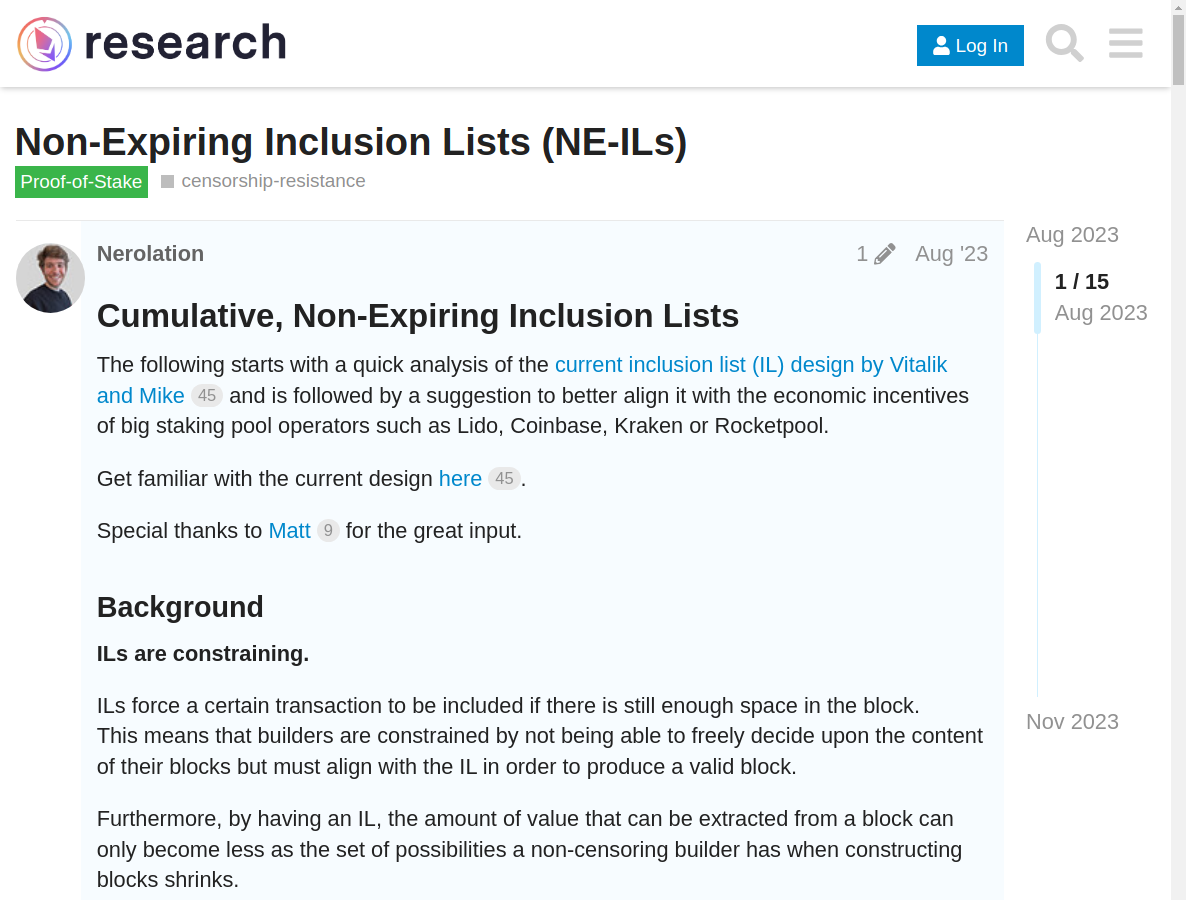 research
Log In
Non-Expiring Inclusion Lists (NE-ILs)
Proof-of-Stake censorship-resistance
Nerolation 1 Aug '23
Aug 2023
1 / 15
Aug 2023
Nov 2023
Cumulative, Non-Expiring Inclusion Lists
The following starts with a quick analysis of the current inclusion list (IL) design by Vitalik
and Mike 45 and is followed by a suggestion to better align it with the economic incentives
of big staking pool operators such as Lido, Coinbase, Kraken or Rocketpool.
Get familiar with the current design here 45.
Special thanks to Matt 9 for the great input.
Background
ILs are constraining.
ILs force a certain transaction to be included if there is still enough space in the block.
This means that builders are constrained by not being able to freely decide upon the content
of their blocks but must align with the IL in order to produce a valid block.
Furthermore, by having an IL, the amount of value that can be extracted from a block can
only become less as the set of possibilities a non-censoring builder has when constructing
blocks shrinks.